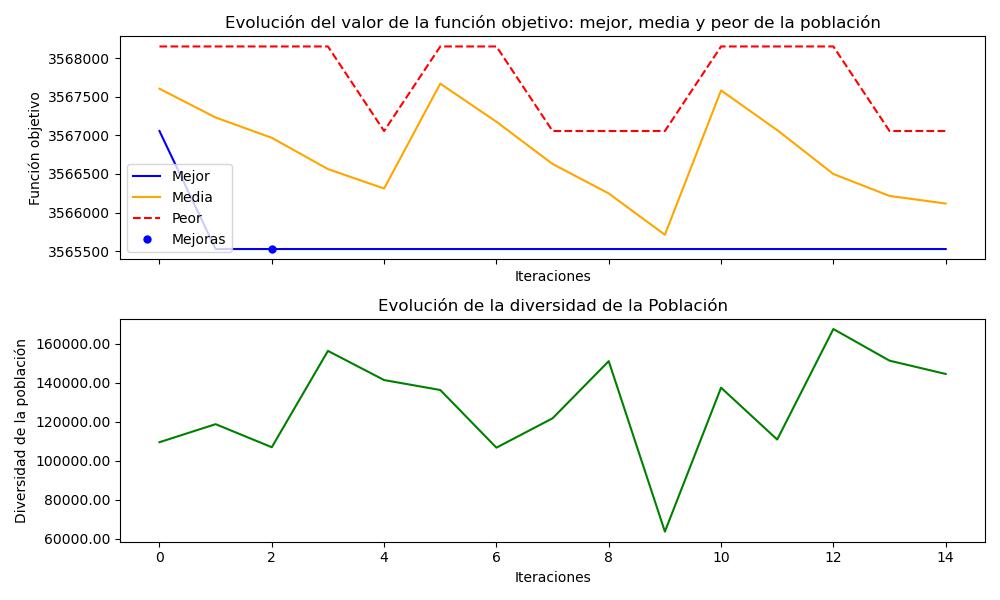 Evolución del valor de la función objetivo: mejor, media y peor de la población
Función objetivo
3568000
3567500
3567000
3566500
3566000
3565500
Mejor
Media
Peor
Mejoras
Iteraciones
Evolución de la diversidad de la Población
Diversidad de la población
160000.00
140000.00
120000.00
100000.00
80000.00
60000.00
0 2 4 6 8 10 12 14
Iteraciones